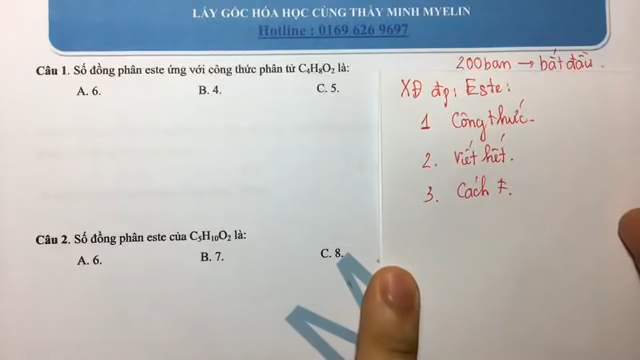 LẤY GỐC HÓA HỌC CÙNG THẦY MINH MYELIN
Hotline : 0169 626 9697
Câu 1. Số đồng phân este ứng với công thức phân tử C₄H₈O₂ là:
A. 6. B. 4. C. 5.
Câu 2. Số đồng phân este của C₅H₁₀O₂ là:
A. 6. B. 7. C. 8.
200 bạn → bắt đầu.
XĐ đp: Este:
1 Công thức.
2. Viết hết.
3. Cách